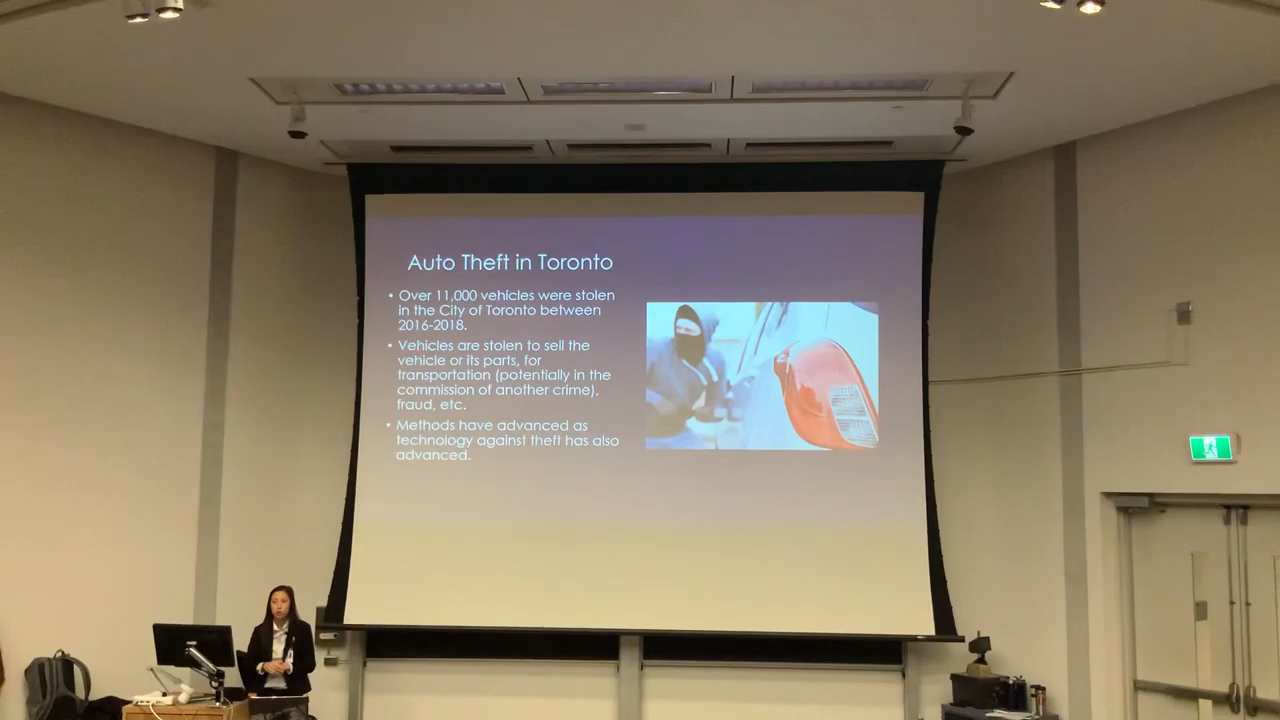 Auto Theft in Toronto
• Over 11,000 vehicles were stolen
in the City of Toronto between
2016-2018.
• Vehicles are stolen to sell the
vehicle or its parts, for
transportation (potentially in the
commission of another crime),
fraud, etc.
• Methods have advanced as
technology against theft has also
advanced.